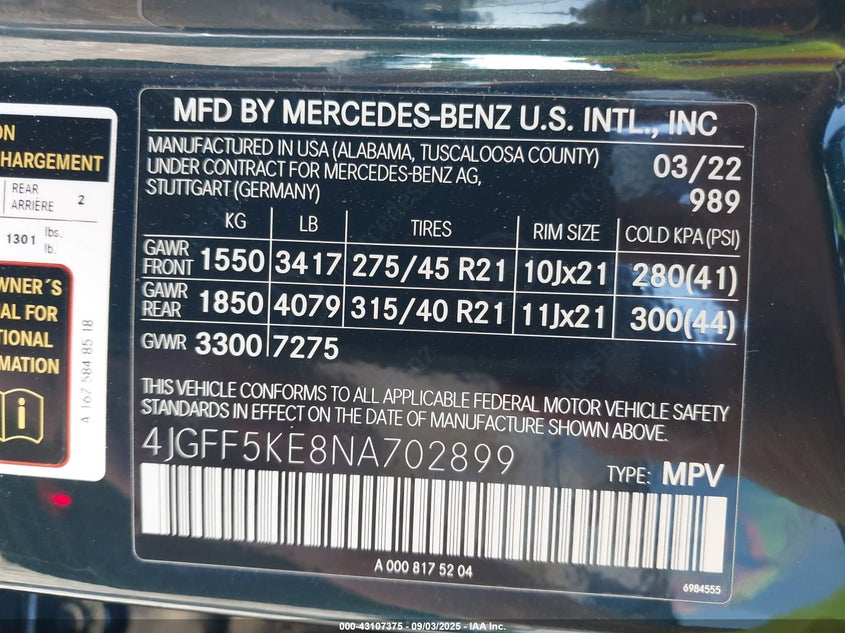 ON
CHARGEMENT
REAR
ARRIÈRE 2
1301 lbs.
lb.
WNER´S
AL FOR
TIONAL
RMATION
A 167 584 85 18
MFD BY MERCEDES-BENZ U.S. INTL., INC
MANUFACTURED IN USA (ALABAMA, TUSCALOOSA COUNTY)
UNDER CONTRACT FOR MERCEDES-BENZ AG,
STUTTGART (GERMANY)
03/22
989
KG LB TIRES RIM SIZE COLD KPA (PSI)
GAWR FRONT 1550 3417 275/45 R21 10Jx21 280(41)
GAWR REAR 1850 4079 315/40 R21 11Jx21 300(44)
GVWR 3300 7275
THIS VEHICLE CONFORMS TO ALL APPLICABLE FEDERAL MOTOR VEHICLE SAFETY
STANDARDS IN EFFECT ON THE DATE OF MANUFACTURE SHOWN ABOVE.
4JGFF5KE8NA702899
TYPE: MPV
A 000 817 52 04
6984555
000-43107375 - 09/03/2025 - IAA Inc.